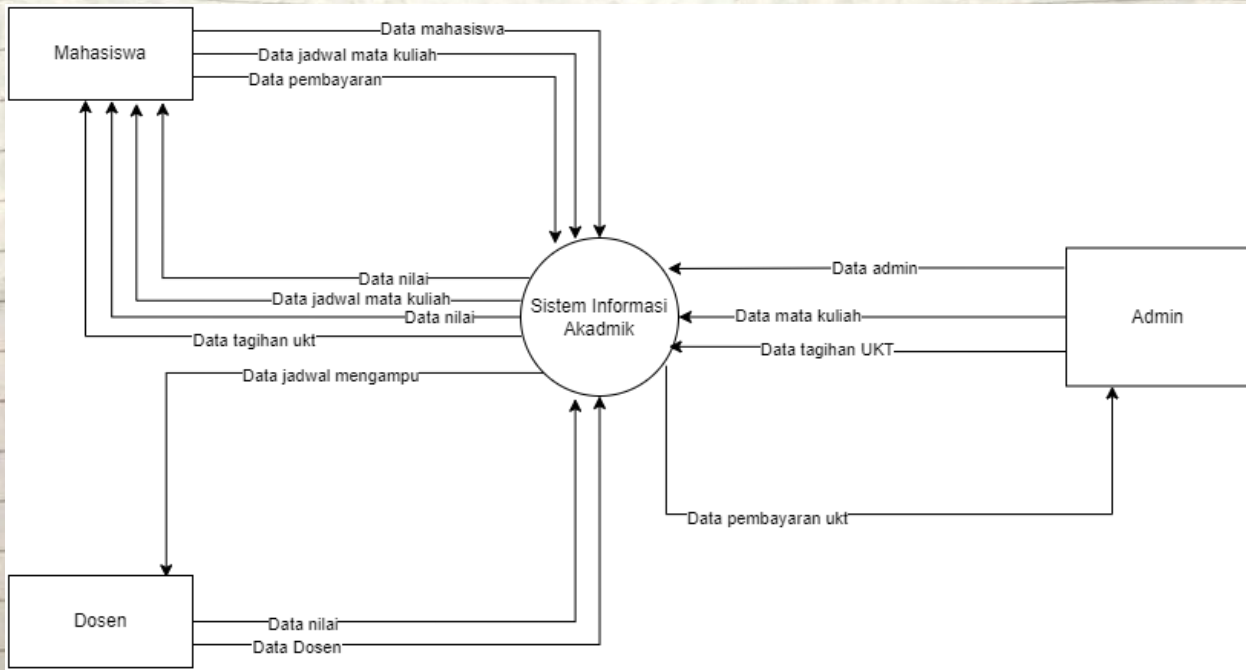 Mahasiswa
Data mahasiswa
Data jadwal mata kuliah
Data pembayaran
Data nilai
Data jadwal mata kuliah
Data nilai
Data tagihan ukt
Data jadwal mengampu
Sistem Informasi
Akadmik
Data admin
Data mata kuliah
Data tagihan UKT
Admin
Data pembayaran ukt
Dosen
Data nilai
Data Dosen